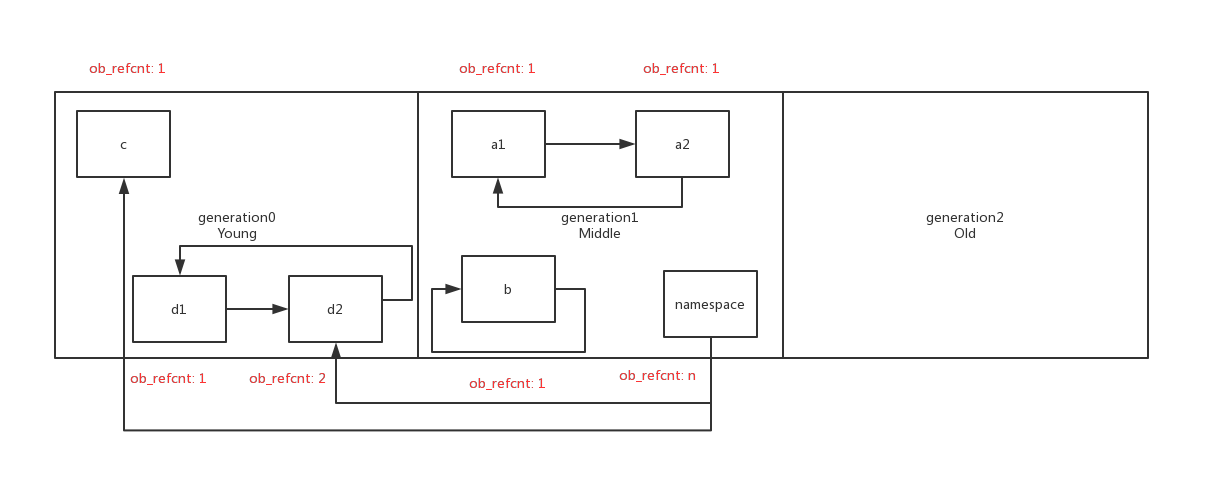 ob_refcnt: 1
ob_refcnt: 1
ob_refcnt: 1
c
a1
a2
generation0
Young
generation1
Middle
generation2
Old
d1
d2
b
namespace
ob_refcnt: 1
ob_refcnt: 2
ob_refcnt: 1
ob_refcnt: n